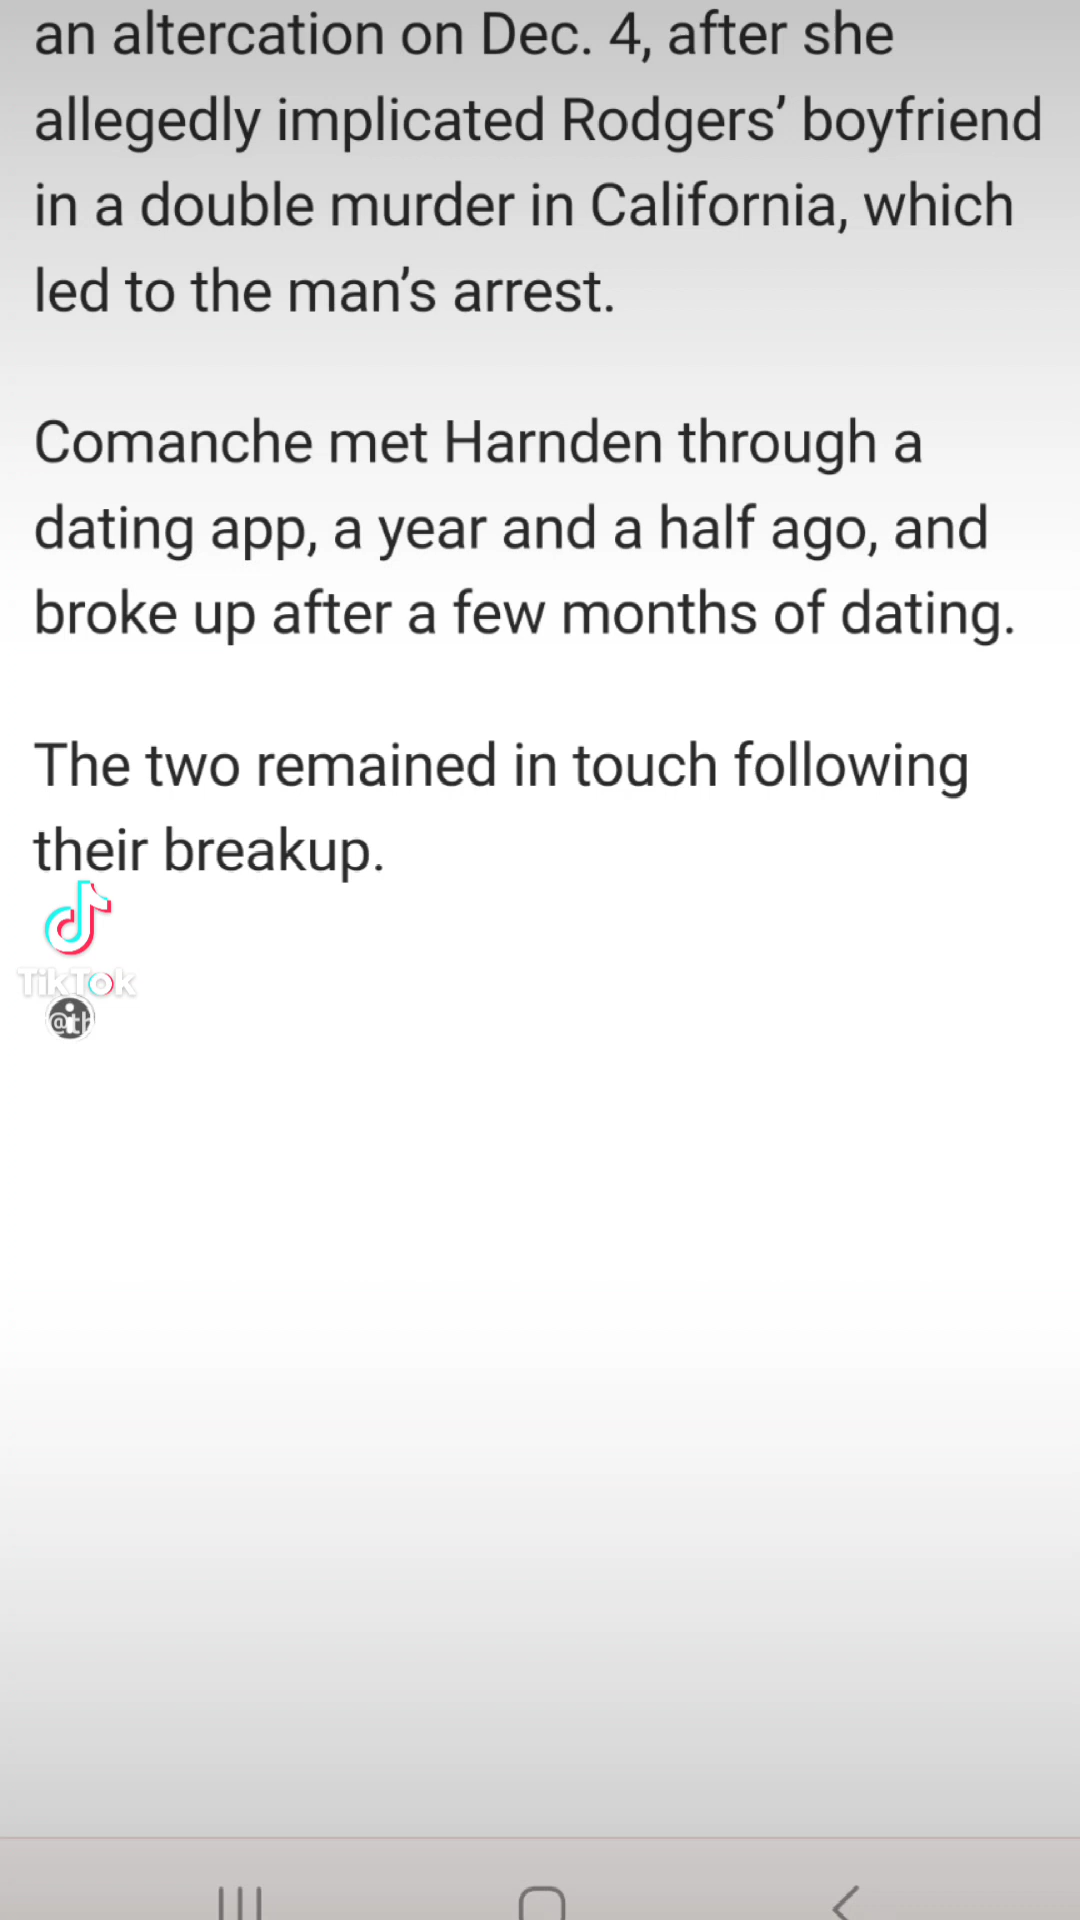 an altercation on Dec. 4, after she
allegedly implicated Rodgers’ boyfriend
in a double murder in California, which
led to the man’s arrest.
Comanche met Harnden through a
dating app, a year and a half ago, and
broke up after a few months of dating.
The two remained in touch following
their breakup.
TikTok
@th